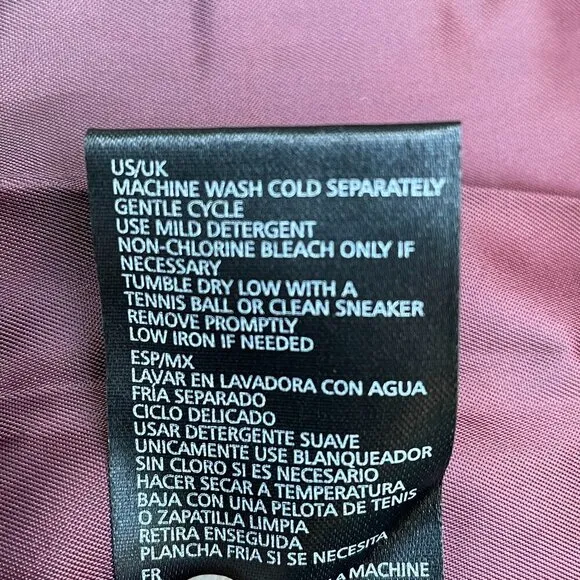 US/UK
MACHINE WASH COLD SEPARATELY
GENTLE CYCLE
USE MILD DETERGENT
NON-CHLORINE BLEACH ONLY IF
NECESSARY
TUMBLE DRY LOW WITH A
TENNIS BALL OR CLEAN SNEAKER
REMOVE PROMPTLY
LOW IRON IF NEEDED
ESP/MX
LAVAR EN LAVADORA CON AGUA
FRÍA SEPARADO
CICLO DELICADO
USAR DETERGENTE SUAVE
UNICAMENTE USE BLANQUEADOR
SIN CLORO SI ES NECESARIO
HACER SECAR A TEMPERATURA
BAJA CON UNA PELOTA DE TENIS
O ZAPATILLA LIMPIA
RETIRA ENSEGUIDA
PLANCHA FRIA SI SE NECESITA
FR
LA MACHINE